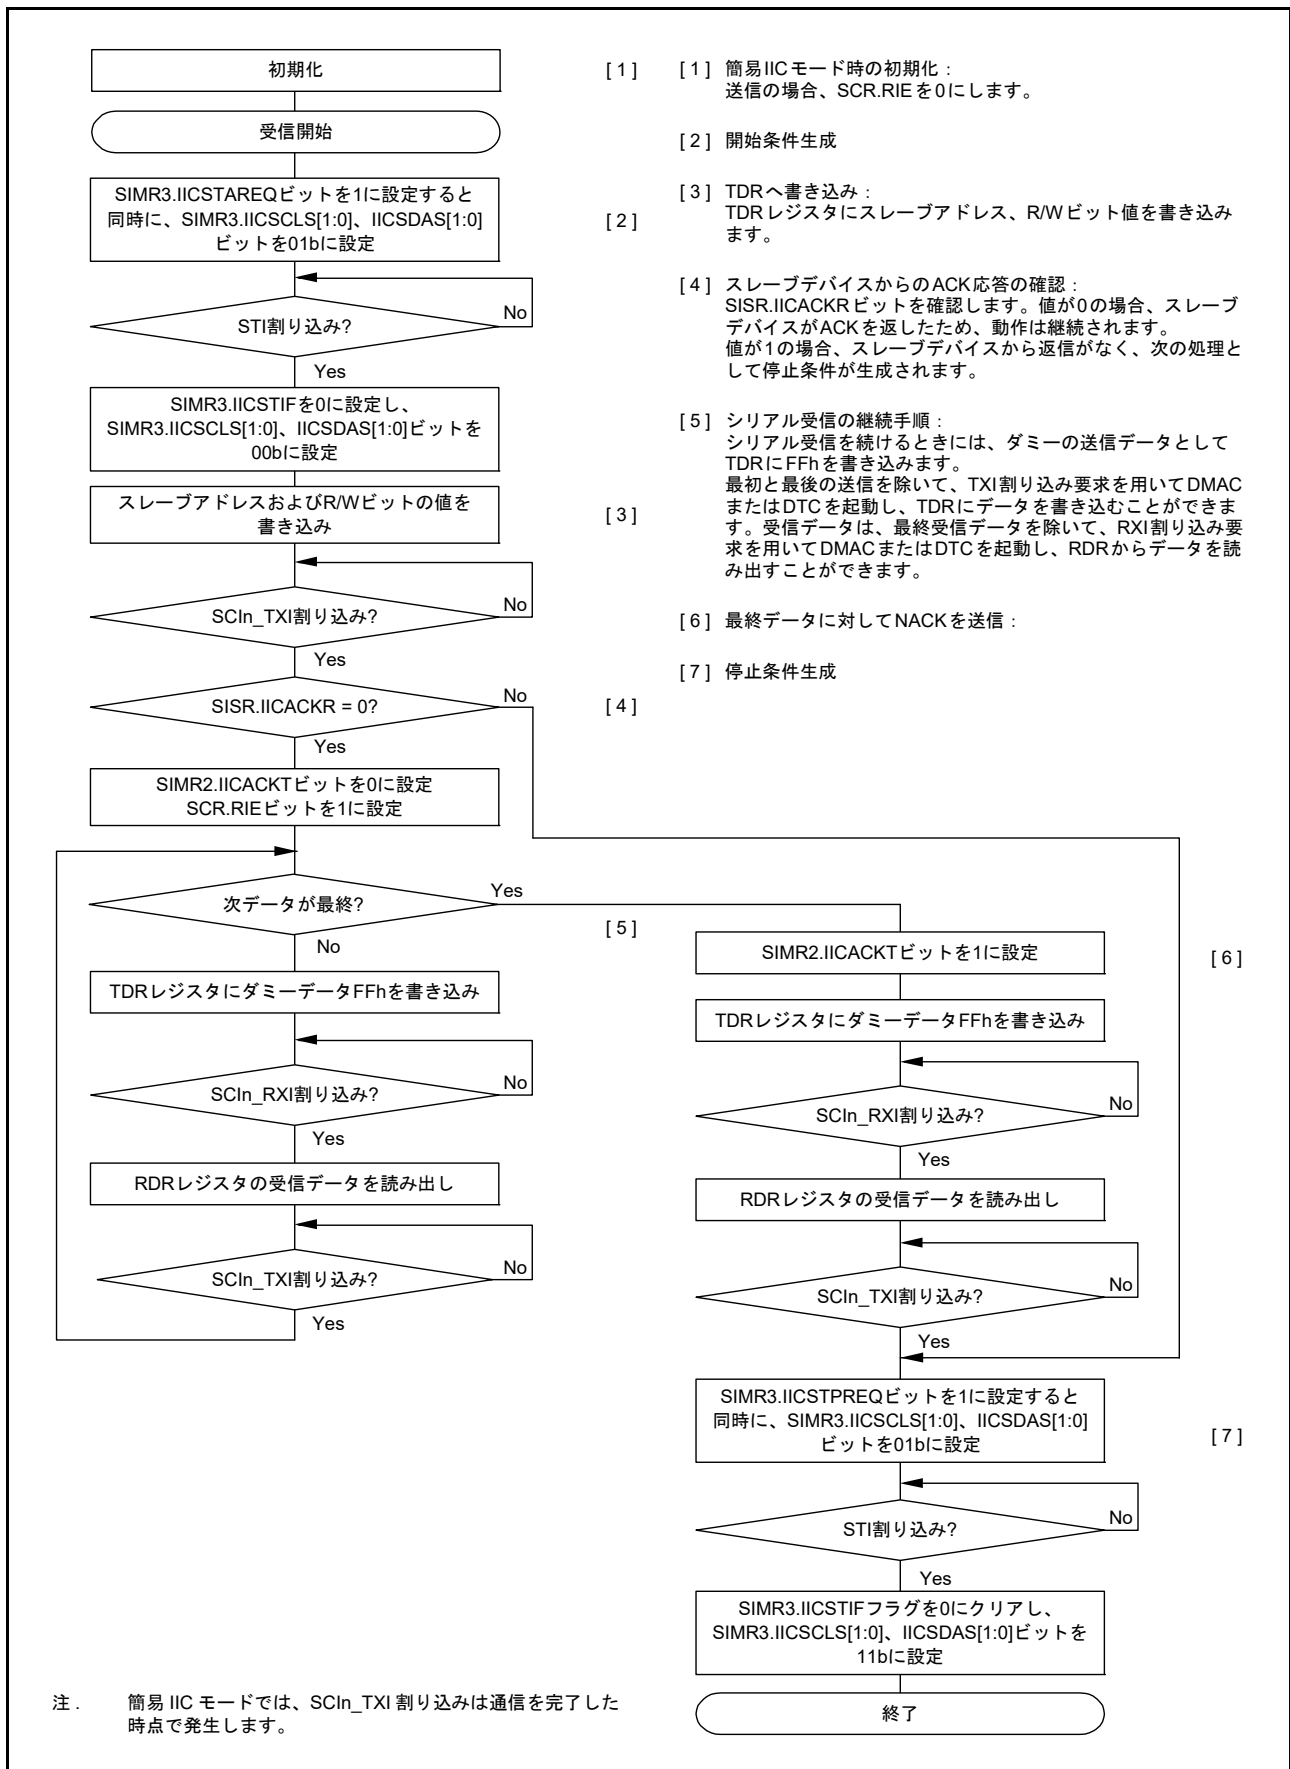 初期化
[ 1 ]
受信開始
SIMR3.IICSTAREQビットを1に設定すると
同時に、SIMR3.IICSCLS[1:0]、IICSDAS[1:0]
ビットを01bに設定
[ 2 ]
STI割り込み?
No
Yes
SIMR3.IICSTIFを0に設定し、
SIMR3.IICSCLS[1:0]、IICSDAS[1:0]ビットを
00bに設定
スレーブアドレスおよびR/Wビットの値を
書き込み
[ 3 ]
SCIn_TXI割り込み?
No
Yes
SISR.IICACKR = 0?
No
[ 4 ]
Yes
SIMR2.IICACKTビットを0に設定
SCR.RIEビットを1に設定
次データが最終?
Yes
[ 5 ]
No
TDRレジスタにダミーデータFFhを書き込み
SCIn_RXI割り込み?
No
Yes
RDRレジスタの受信データを読み出し
SCIn_TXI割り込み?
No
Yes
[ 1 ] 簡易IICモード時の初期化：
送信の場合、SCR.RIEを0にします。
[ 2 ] 開始条件生成
[ 3 ] TDRへ書き込み：
TDRレジスタにスレーブアドレス、R/Wビット値を書き込み
ます。
[ 4 ] スレーブデバイスからのACK応答の確認：
SISR.IICACKRビットを確認します。値が0の場合、スレーブ
デバイスがACKを返したため、動作は継続されます。
値が1の場合、スレーブデバイスから返信がなく、次の処理と
して停止条件が生成されます。
[ 5 ] シリアル受信の継続手順：
シリアル受信を続けるときには、ダミーの送信データとして
TDRにFFhを書き込みます。
最初と最後の送信を除いて、TXI割り込み要求を用いてDMAC
またはDTCを起動し、TDRにデータを書き込むことができま
す。受信データは、最終受信データを除いて、RXI割り込み要
求を用いてDMACまたはDTCを起動し、RDRからデータを読
み出すことができます。
[ 6 ] 最終データに対してNACKを送信：
[ 7 ] 停止条件生成
SIMR2.IICACKTビットを1に設定
[ 6 ]
TDRレジスタにダミーデータFFhを書き込み
SCIn_RXI割り込み?
No
Yes
RDRレジスタの受信データを読み出し
SCIn_TXI割り込み?
No
Yes
SIMR3.IICSTPREQビットを1に設定すると
同時に、SIMR3.IICSCLS[1:0]、IICSDAS[1:0]
ビットを01bに設定
[ 7 ]
STI割り込み?
No
Yes
SIMR3.IICSTIFフラグを0にクリアし、
SIMR3.IICSCLS[1:0]、IICSDAS[1:0]ビットを
11bに設定
終了
注． 簡易 IIC モードでは、SCIn_TXI 割り込みは通信を完了した
時点で発生します。